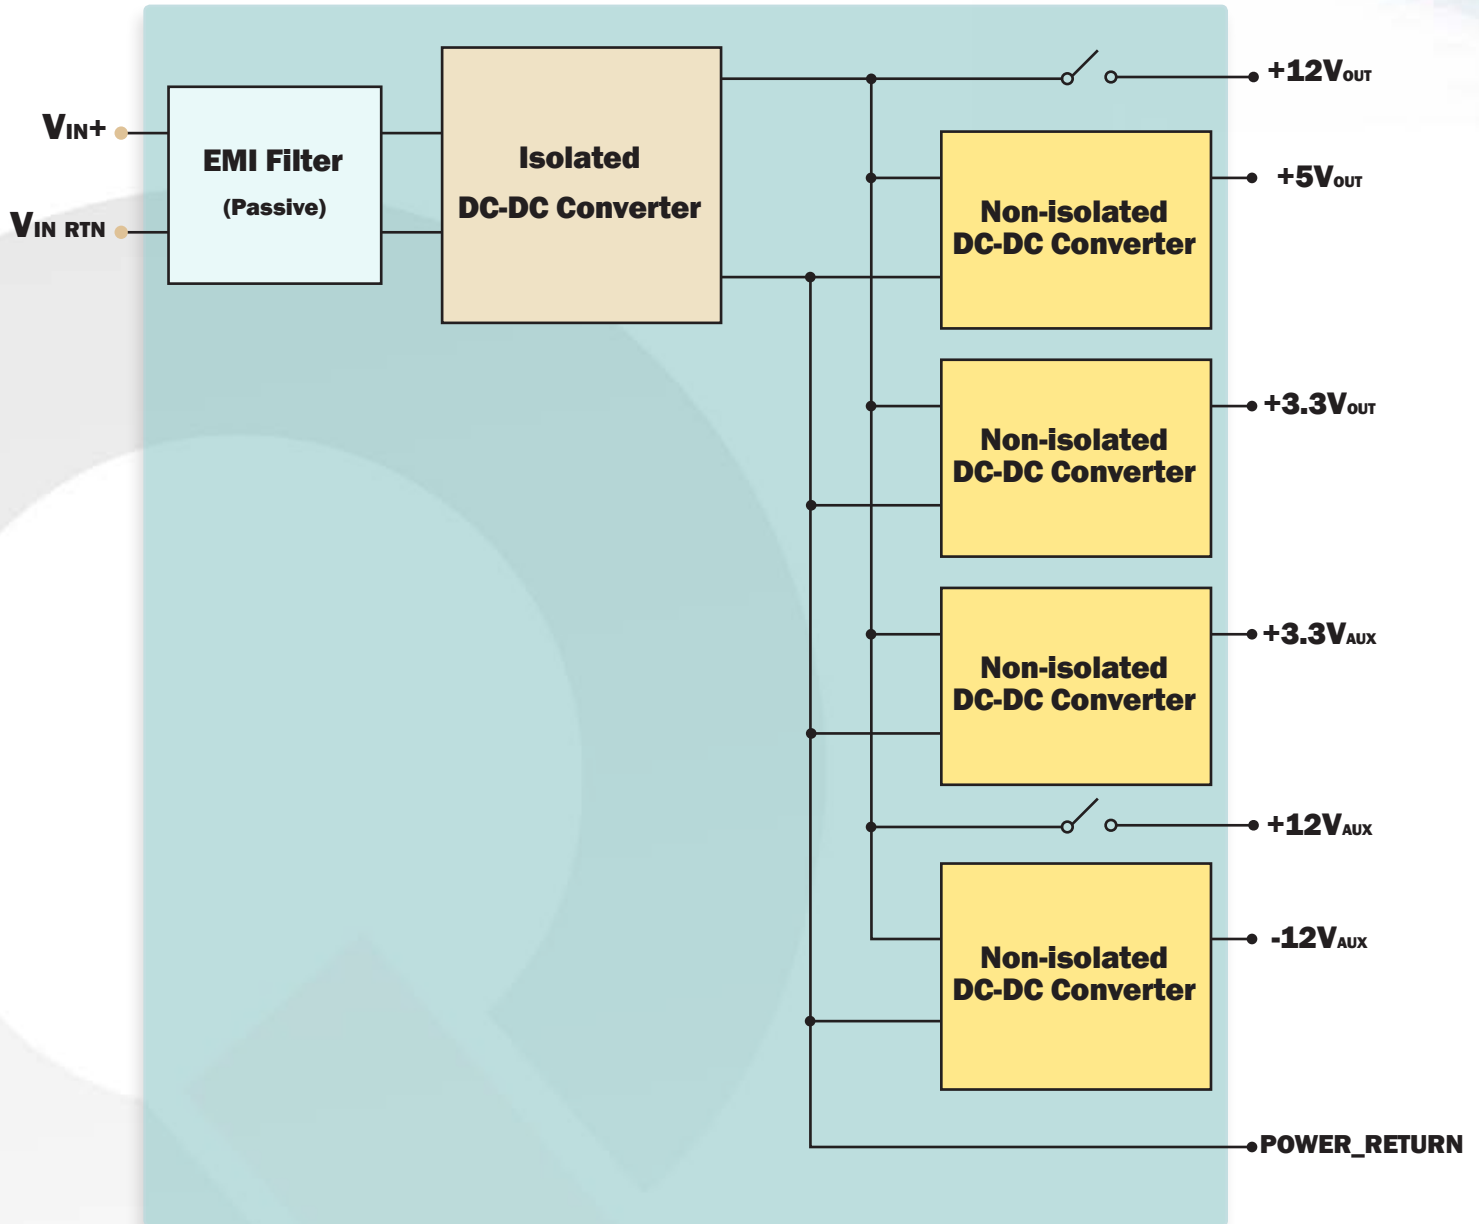 VIN+
VIN RTN
EMI Filter
(Passive)
Isolated
DC-DC Converter
+12VOUT
+5VOUT
Non-isolated
DC-DC Converter
+3.3VOUT
Non-isolated
DC-DC Converter
+3.3VAUX
Non-isolated
DC-DC Converter
+12VAUX
-12VAUX
Non-isolated
DC-DC Converter
POWER_RETURN